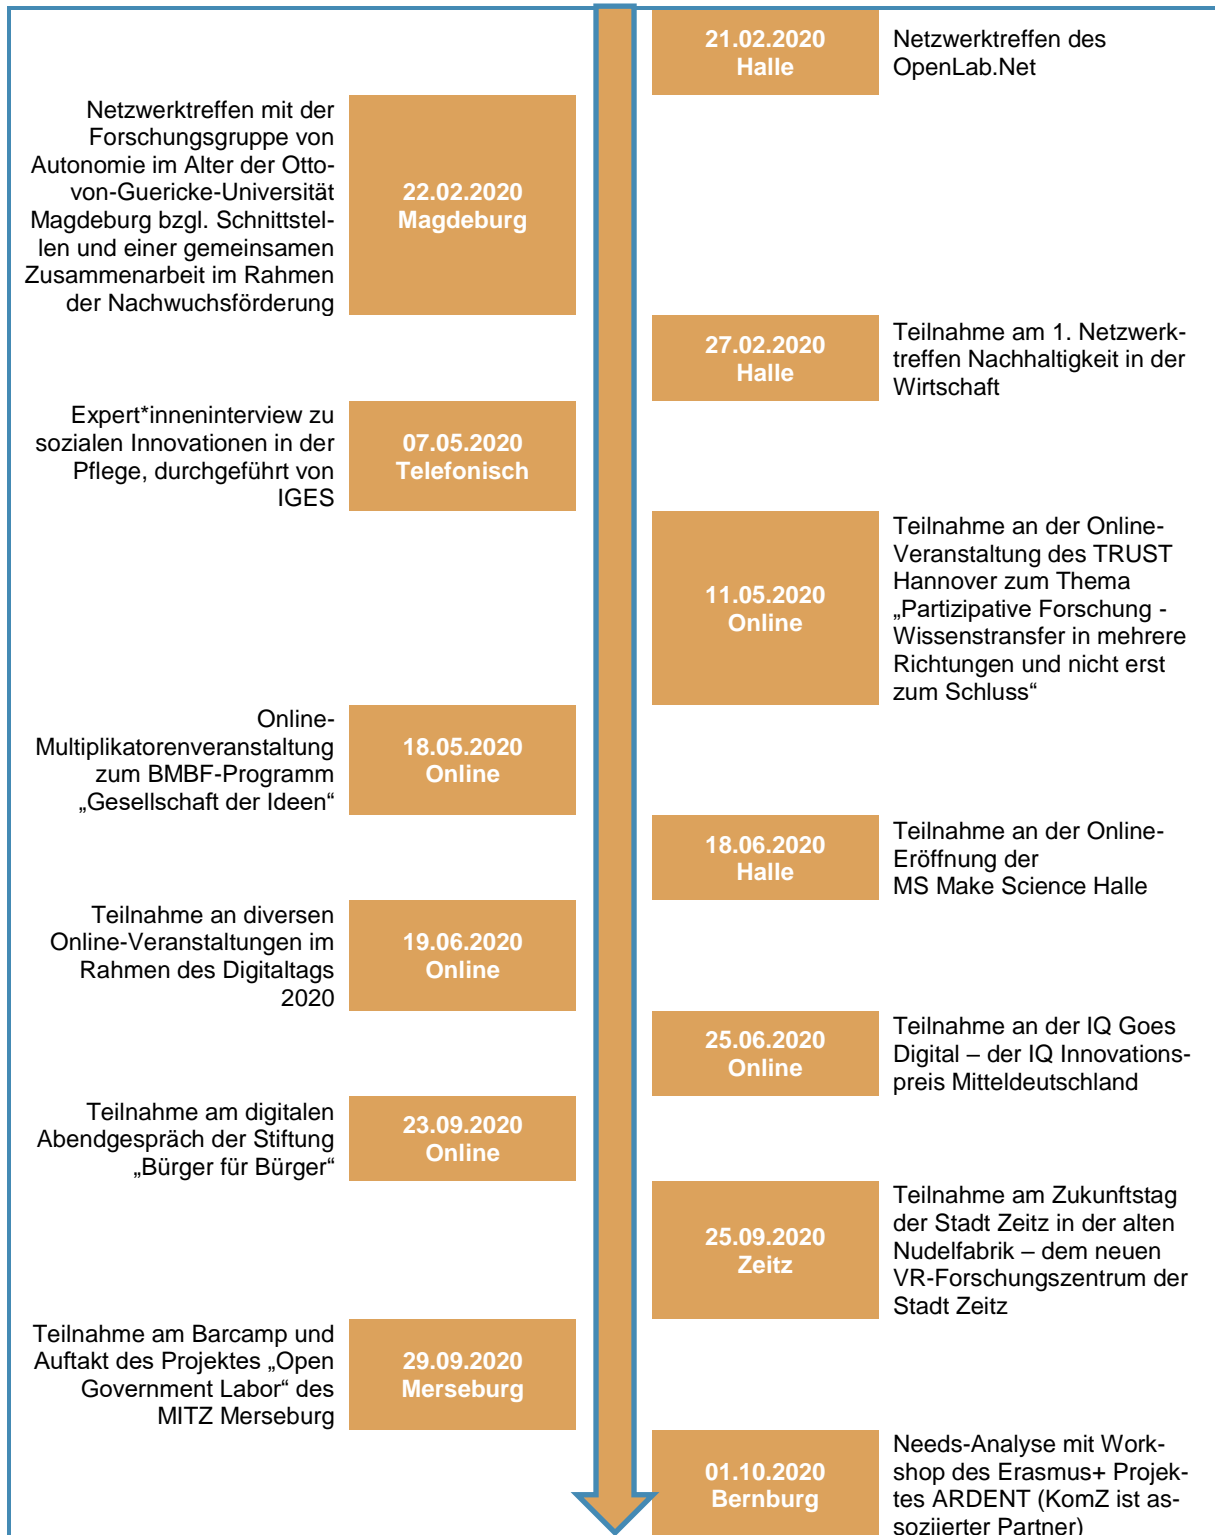 21.02.2020
Halle
Netzwerktreffen des
OpenLab.Net
Netzwerktreffen mit der
Forschungsgruppe von
Autonomie im Alter der Otto-
von-Guericke-Universität
Magdeburg bzgl. Schnittstel-
len und einer gemeinsamen
Zusammenarbeit im Rahmen
der Nachwuchsförderung
22.02.2020
Magdeburg
27.02.2020
Halle
Teilnahme am 1. Netzwerk-
treffen Nachhaltigkeit in der
Wirtschaft
Expert*inneninterview zu
sozialen Innovationen in der
Pflege, durchgeführt von
IGES
07.05.2020
Telefonisch
11.05.2020
Online
Teilnahme an der Online-
Veranstaltung des TRUST
Hannover zum Thema
„Partizipative Forschung -
Wissenstransfer in mehrere
Richtungen und nicht erst
zum Schluss“
Online-
Multiplikatorenveranstaltung
zum BMBF-Programm
„Gesellschaft der Ideen“
18.05.2020
Online
18.06.2020
Halle
Teilnahme an der Online-
Eröffnung der
MS Make Science Halle
Teilnahme an diversen
Online-Veranstaltungen im
Rahmen des Digitaltags
2020
19.06.2020
Online
25.06.2020
Online
Teilnahme an der IQ Goes
Digital – der IQ Innovations-
preis Mitteldeutschland
Teilnahme am digitalen
Abendgespräch der Stiftung
„Bürger für Bürger“
23.09.2020
Online
25.09.2020
Zeitz
Teilnahme am Zukunftstag
der Stadt Zeitz in der alten
Nudelfabrik – dem neuen
VR-Forschungszentrum der
Stadt Zeitz
Teilnahme am Barcamp und
Auftakt des Projektes „Open
Government Labor“ des
MITZ Merseburg
29.09.2020
Merseburg
01.10.2020
Bernburg
Needs-Analyse mit Work-
shop des Erasmus+ Projek-
tes ARDENT (KomZ ist as-
soziierter Partner)